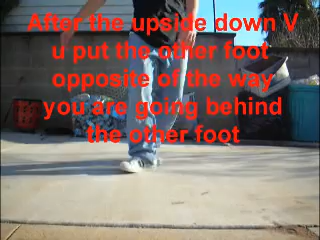 After the upside down V
u put the other foot
opposite of the way
you are going behind
the other foot